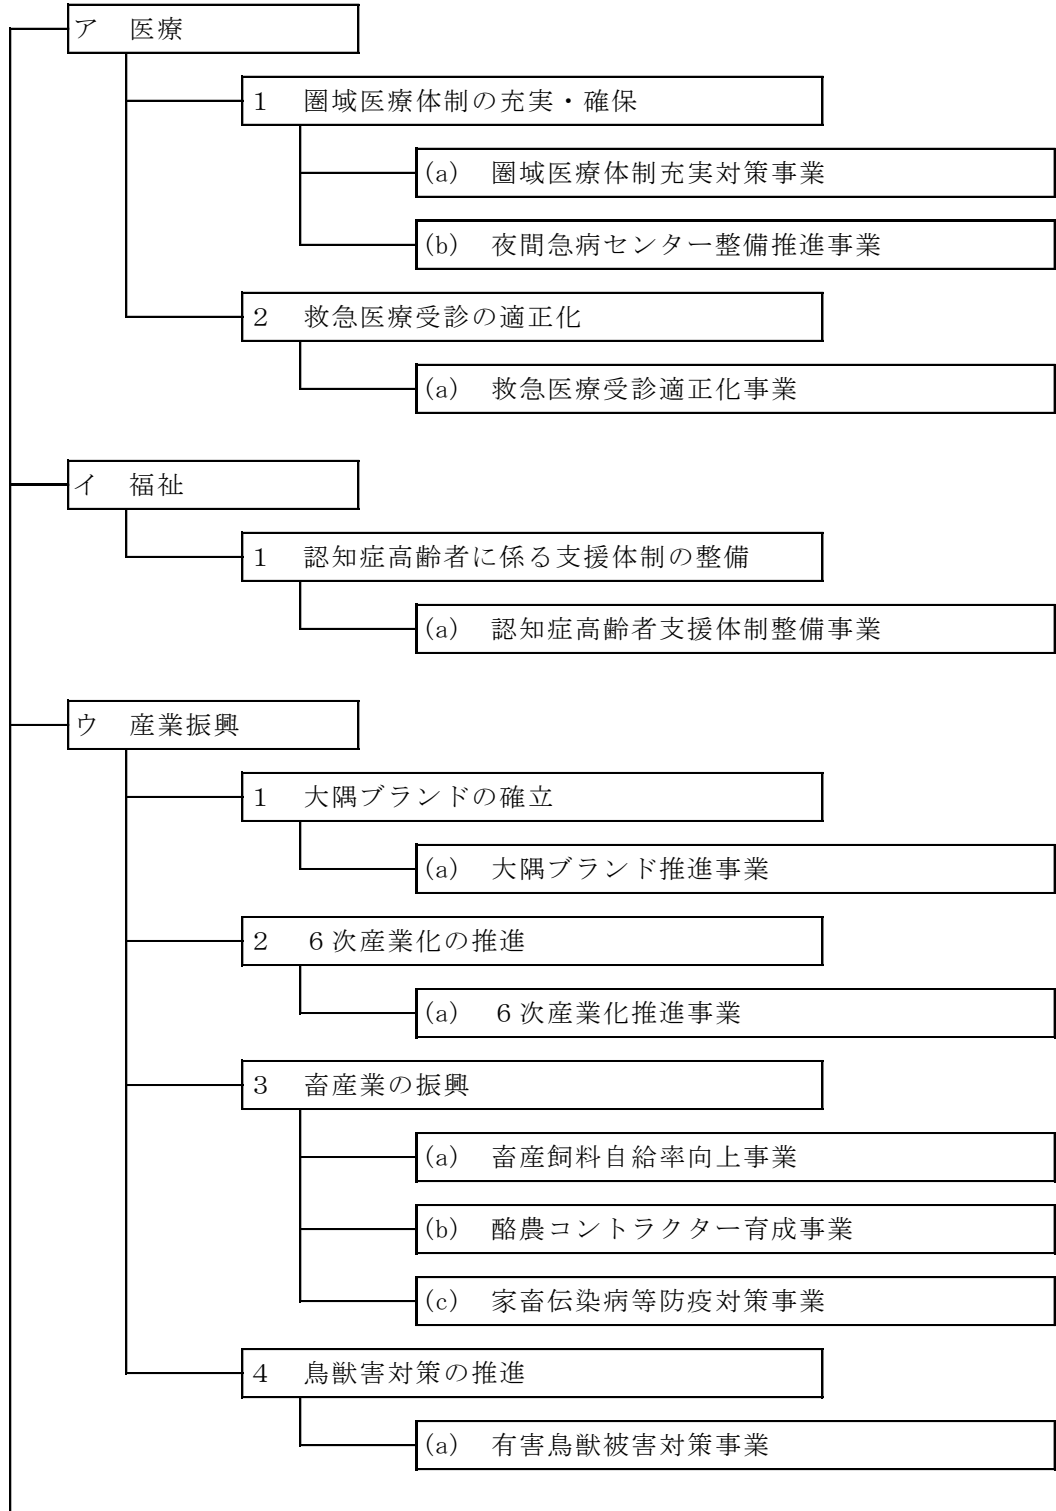 ア　医療
１　圏域医療体制の充実・確保
(a)　圏域医療体制充実対策事業
(b)　夜間急病センター整備推進事業
２　救急医療受診の適正化
(a)　救急医療受診適正化事業
イ　福祉
１　認知症高齢者に係る支援体制の整備
(a)　認知症高齢者支援体制整備事業
ウ　産業振興
１　大隅ブランドの確立
(a)　大隅ブランド推進事業
２　６次産業化の推進
(a)　６次産業化推進事業
３　畜産業の振興
(a)　畜産飼料自給率向上事業
(b)　酪農コントラクター育成事業
(c)　家畜伝染病等防疫対策事業
４　鳥獣害対策の推進
(a)　有害鳥獣被害対策事業